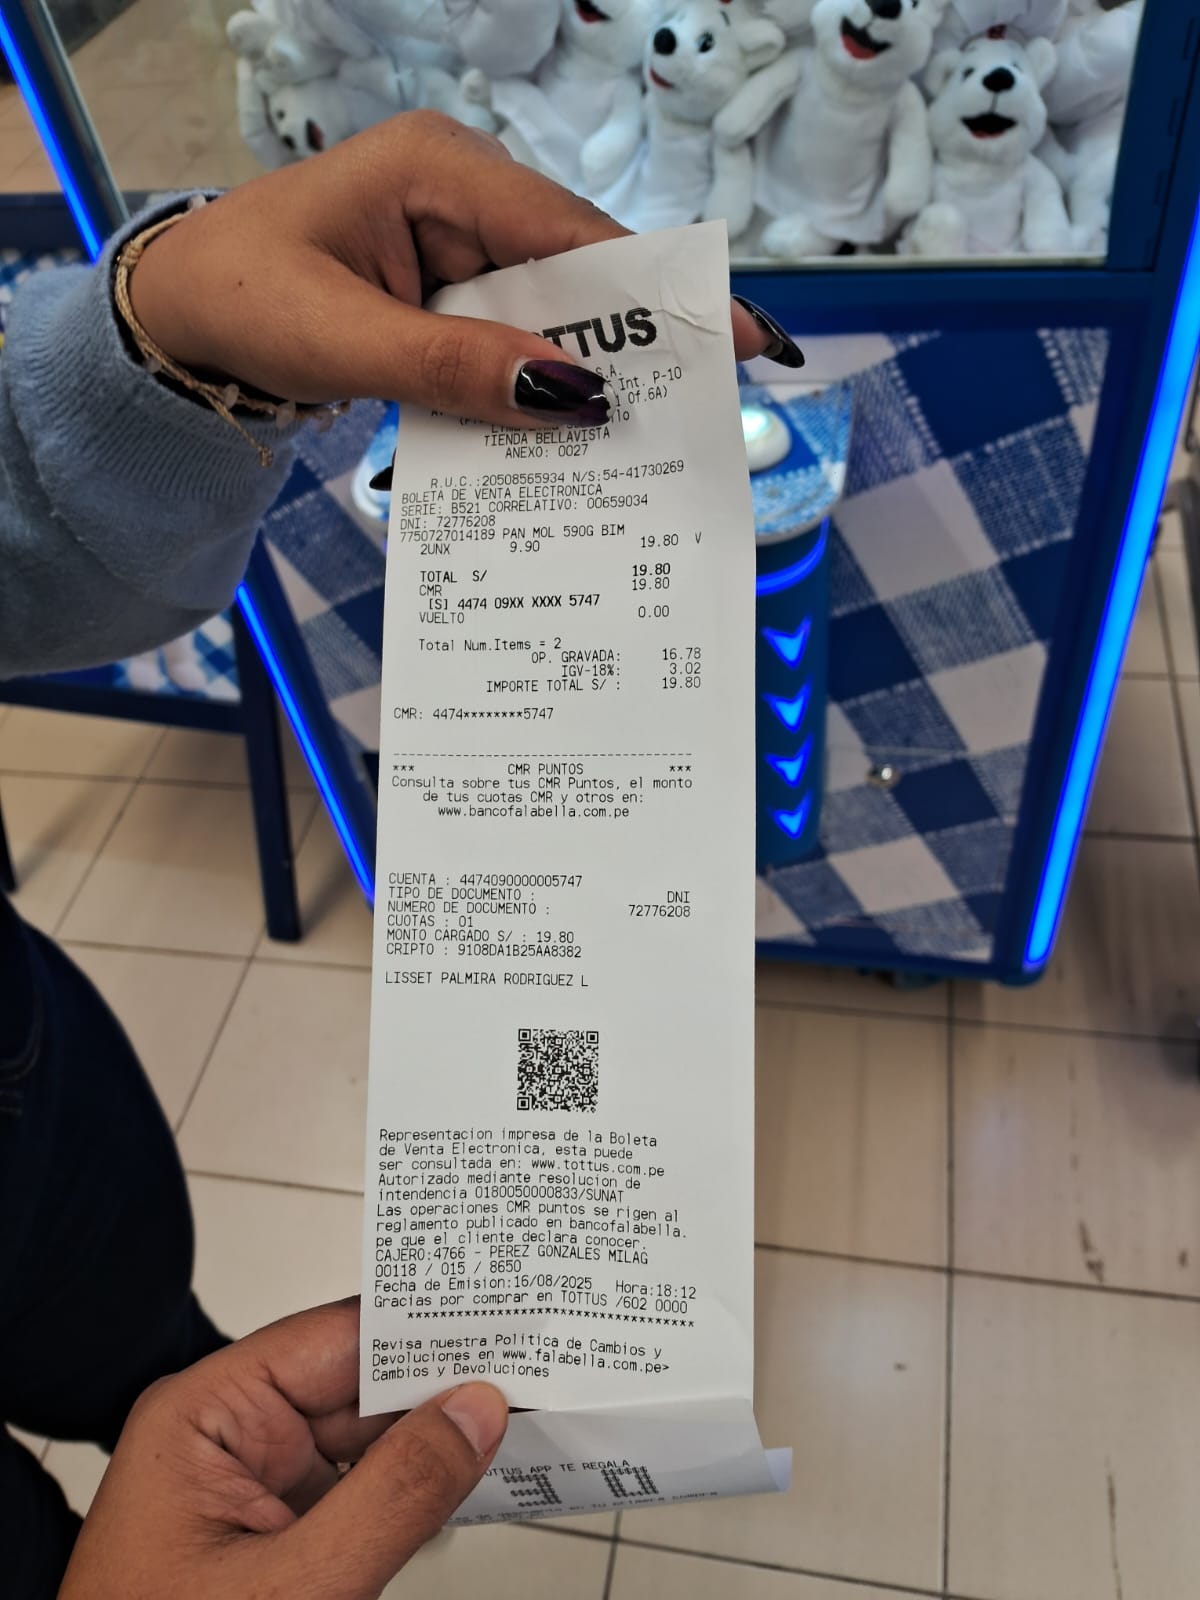 TTUS
S.A.
Int. P-10
Of.6A)
TIENDA BELLAVISTA
ANEXO: 0027
R.U.C.:20508565934 N/S:54-41730269
BOLETA DE VENTA ELECTRONICA
SERIE: B521 CORRELATIVO: 00659034
DNI: 72776208
7750727014189 PAN MOL 590G BIM
2UNX 9.90 19.80 V
TOTAL S/ 19.80
CMR 19.80
[S] 4474 09XX XXXX 5747
VUELTO 0.00
Total Num.Items = 2
OP. GRAVADA: 16.78
IGV-18%: 3.02
IMPORTE TOTAL S/ : 19.80
CMR: 4474********5747
*** CMR PUNTOS ***
Consulta sobre tus CMR Puntos, el monto
de tus cuotas CMR y otros en:
www.bancofalabella.com.pe
CUENTA : 4474090000005747
TIPO DE DOCUMENTO : DNI
NUMERO DE DOCUMENTO : 72776208
CUOTAS : 01
MONTO CARGADO S/ : 19.80
CRIPTO : 9108DA1B25AA8382
LISSET PALMIRA RODRIGUEZ L
Representacion impresa de la Boleta
de Venta Electronica, esta puede
ser consultada en: www.tottus.com.pe
Autorizado mediante resolucion de
intendencia 0180050000833/SUNAT
Las operaciones CMR puntos se rigen al
reglamento publicado en bancofalabella.
pe que el cliente declara conocer.
CAJERO:4766 - PEREZ GONZALES MILAG
00118 / 015 / 8650
Fecha de Emision:16/08/2025 Hora:18:12
Gracias por comprar en TOTTUS /602 0000
************************************
Revisa nuestra Politica de Cambios y
Devoluciones en www.falabella.com.pe>
Cambios y Devoluciones
OTTUS APP TE REGALA